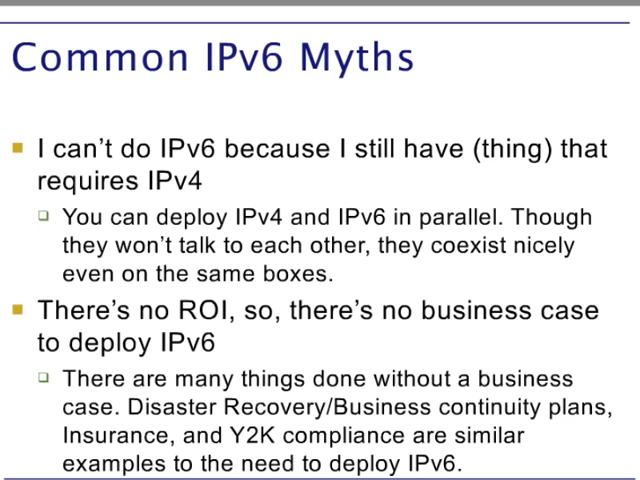 Common IPv6 Myths
I can't do IPv6 because I still have (thing) that
requires IPv4
You can deploy IPv4 and IPv6 in parallel. Though
they won't talk to each other, they coexist nicely
even on the same boxes.
There's no ROI, so, there's no business case
to deploy IPv6
There are many things done without a business
case. Disaster Recovery/Business continuity plans,
Insurance, and Y2K compliance are similar
examples to the need to deploy IPv6.